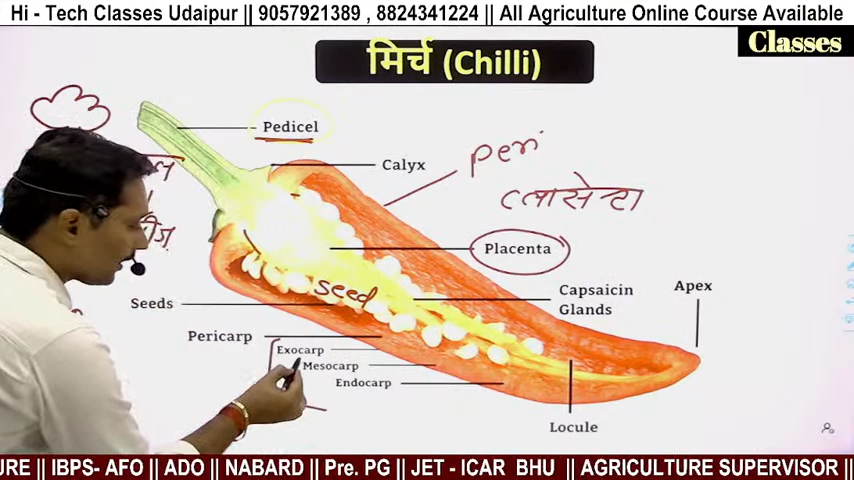 Hi - Tech Classes Udaipur || 9057921389 , 8824341224 || All Agriculture Online Course Available
Classes
मिर्च (Chilli)
Pedicel
Calyx
peri
प्लासेन्टा
Placenta
seed
Capsaicin
Glands
Apex
Seeds
Pericarp
Exocarp
Mesocarp
Endocarp
Locule
URE || IBPS- AFO || ADO || NABARD || Pre. PG || JET - ICAR BHU || AGRICULTURE SUPERVISOR ||